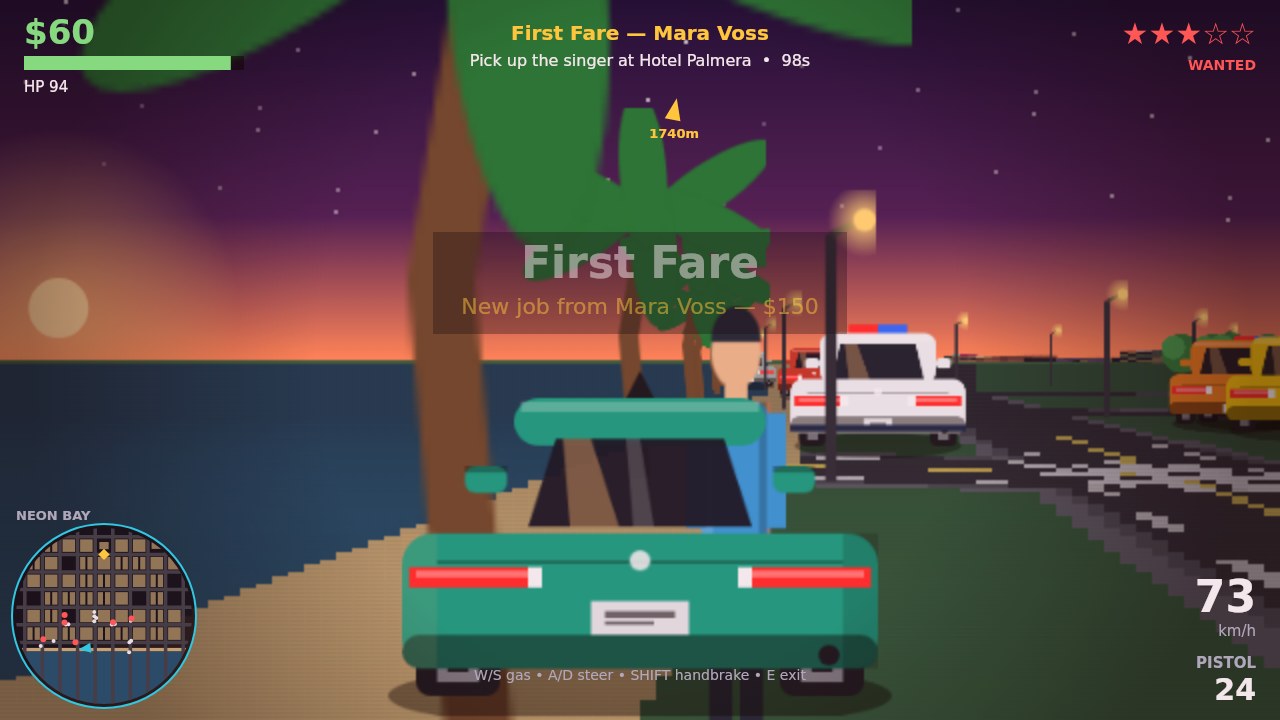 $60
HP 94
First Fare — Mara Voss
Pick up the singer at Hotel Palmera • 98s
1740m
★★★☆☆
WANTED
First Fare
New job from Mara Voss — $150
NEON BAY
W/S gas • A/D steer • SHIFT handbrake • E exit
73
km/h
PISTOL
24